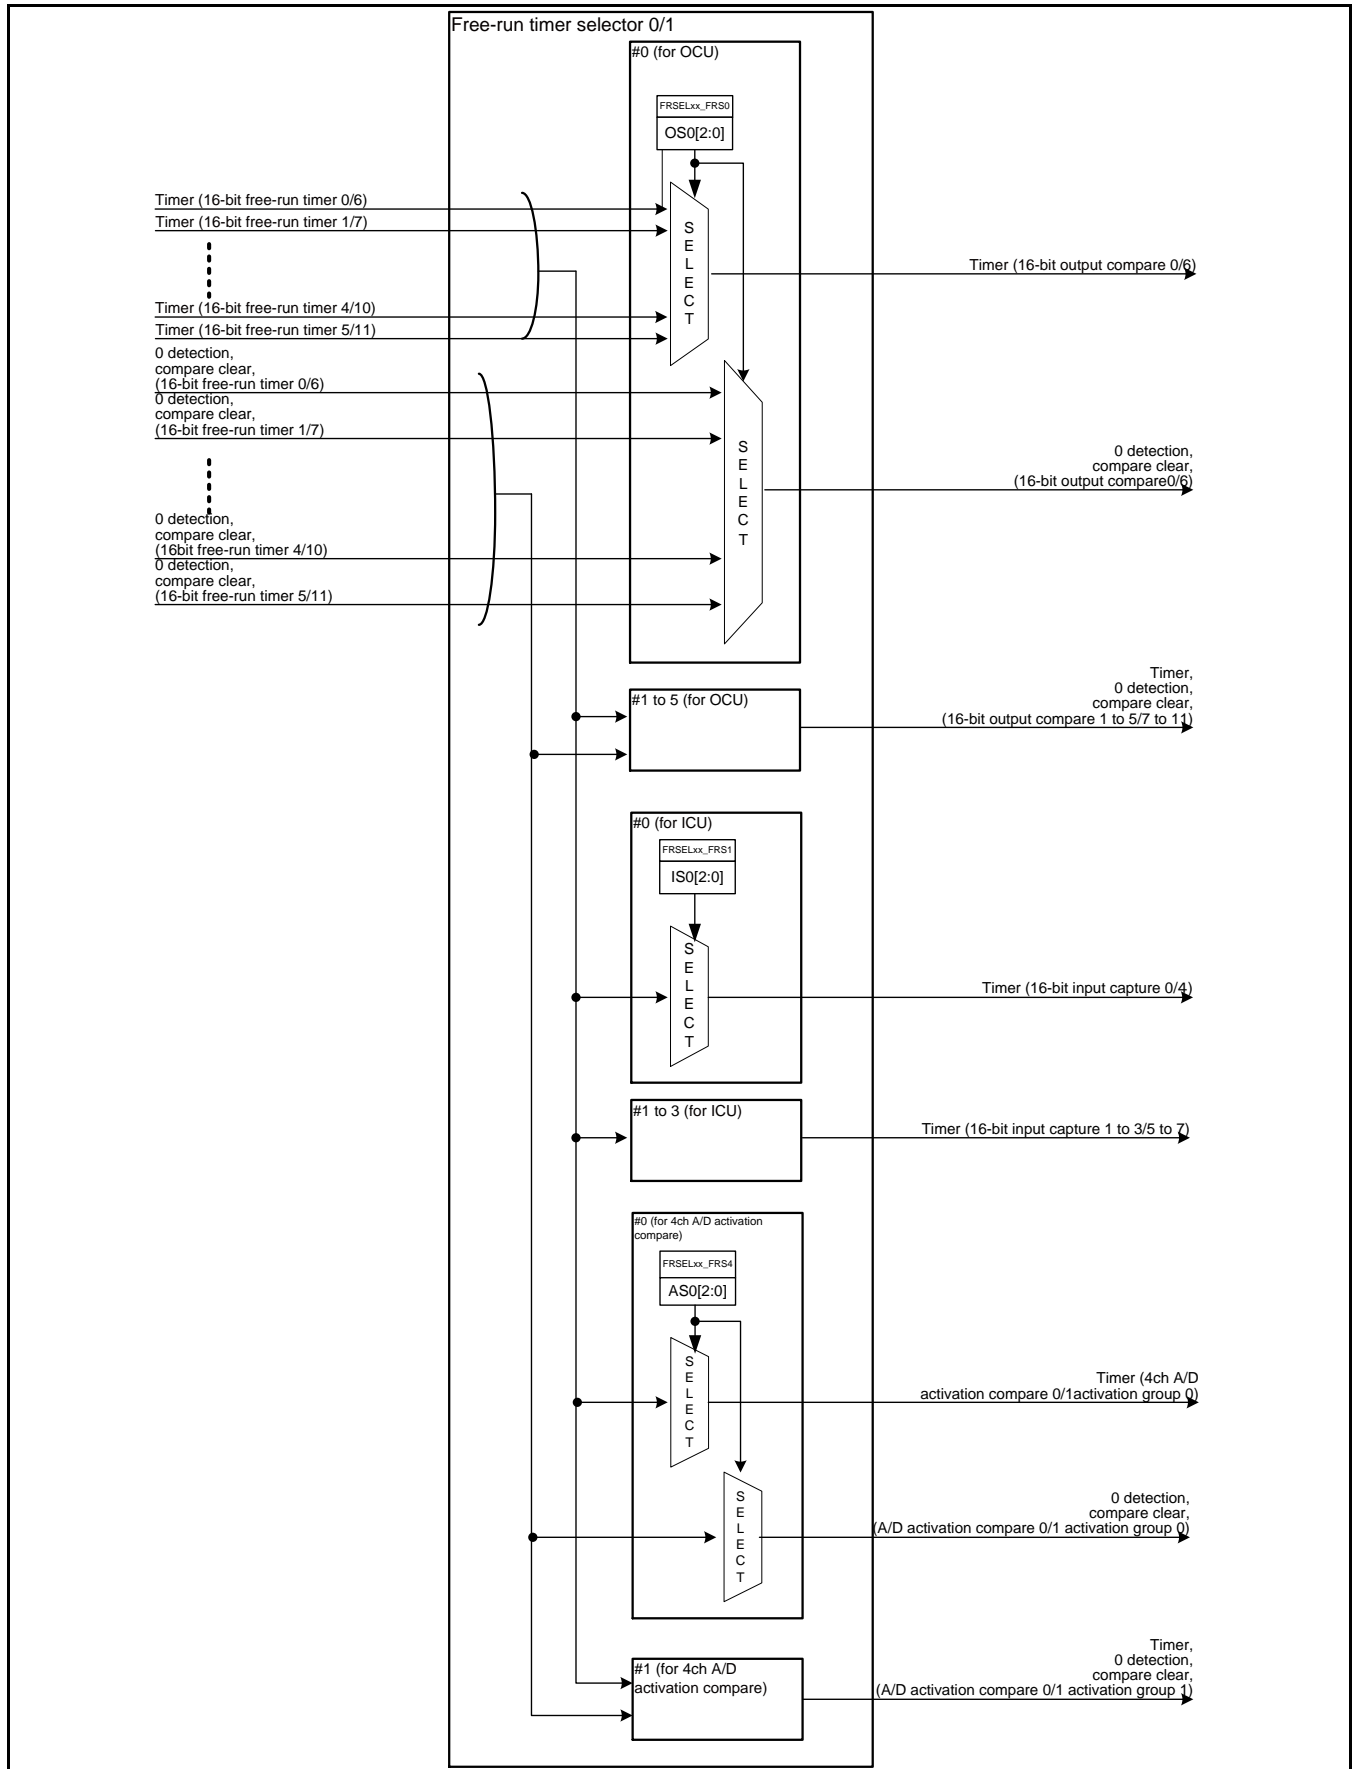 Free-run timer selector 0/1
#0 (for OCU)
FRSELxx_FRS0
OS0[2:0]
Timer (16-bit free-run timer 0/6)
Timer (16-bit free-run timer 1/7)
SELECT
Timer (16-bit output compare 0/6)
Timer (16-bit free-run timer 4/10)
Timer (16-bit free-run timer 5/11)
0 detection,
compare clear,
(16-bit free-run timer 0/6)
0 detection,
compare clear,
(16-bit free-run timer 1/7)
SELECT
0 detection,
compare clear,
(16-bit output compare0/6)
0 detection,
compare clear,
(16bit free-run timer 4/10)
0 detection,
compare clear,
(16-bit free-run timer 5/11)
#1 to 5 (for OCU)
Timer,
0 detection,
compare clear,
(16-bit output compare 1 to 5/7 to 11)
#0 (for ICU)
FRSELxx_FRS1
IS0[2:0]
SELECT
Timer (16-bit input capture 0/4)
#1 to 3 (for ICU)
Timer (16-bit input capture 1 to 3/5 to 7)
#0 (for 4ch A/D activation
compare)
FRSELxx_FRS4
AS0[2:0]
SELECT
Timer (4ch A/D
activation compare 0/1activation group 0)
SELECT
0 detection,
compare clear,
(A/D activation compare 0/1 activation group 0)
#1 (for 4ch A/D
activation compare)
Timer,
0 detection,
compare clear,
(A/D activation compare 0/1 activation group 1)